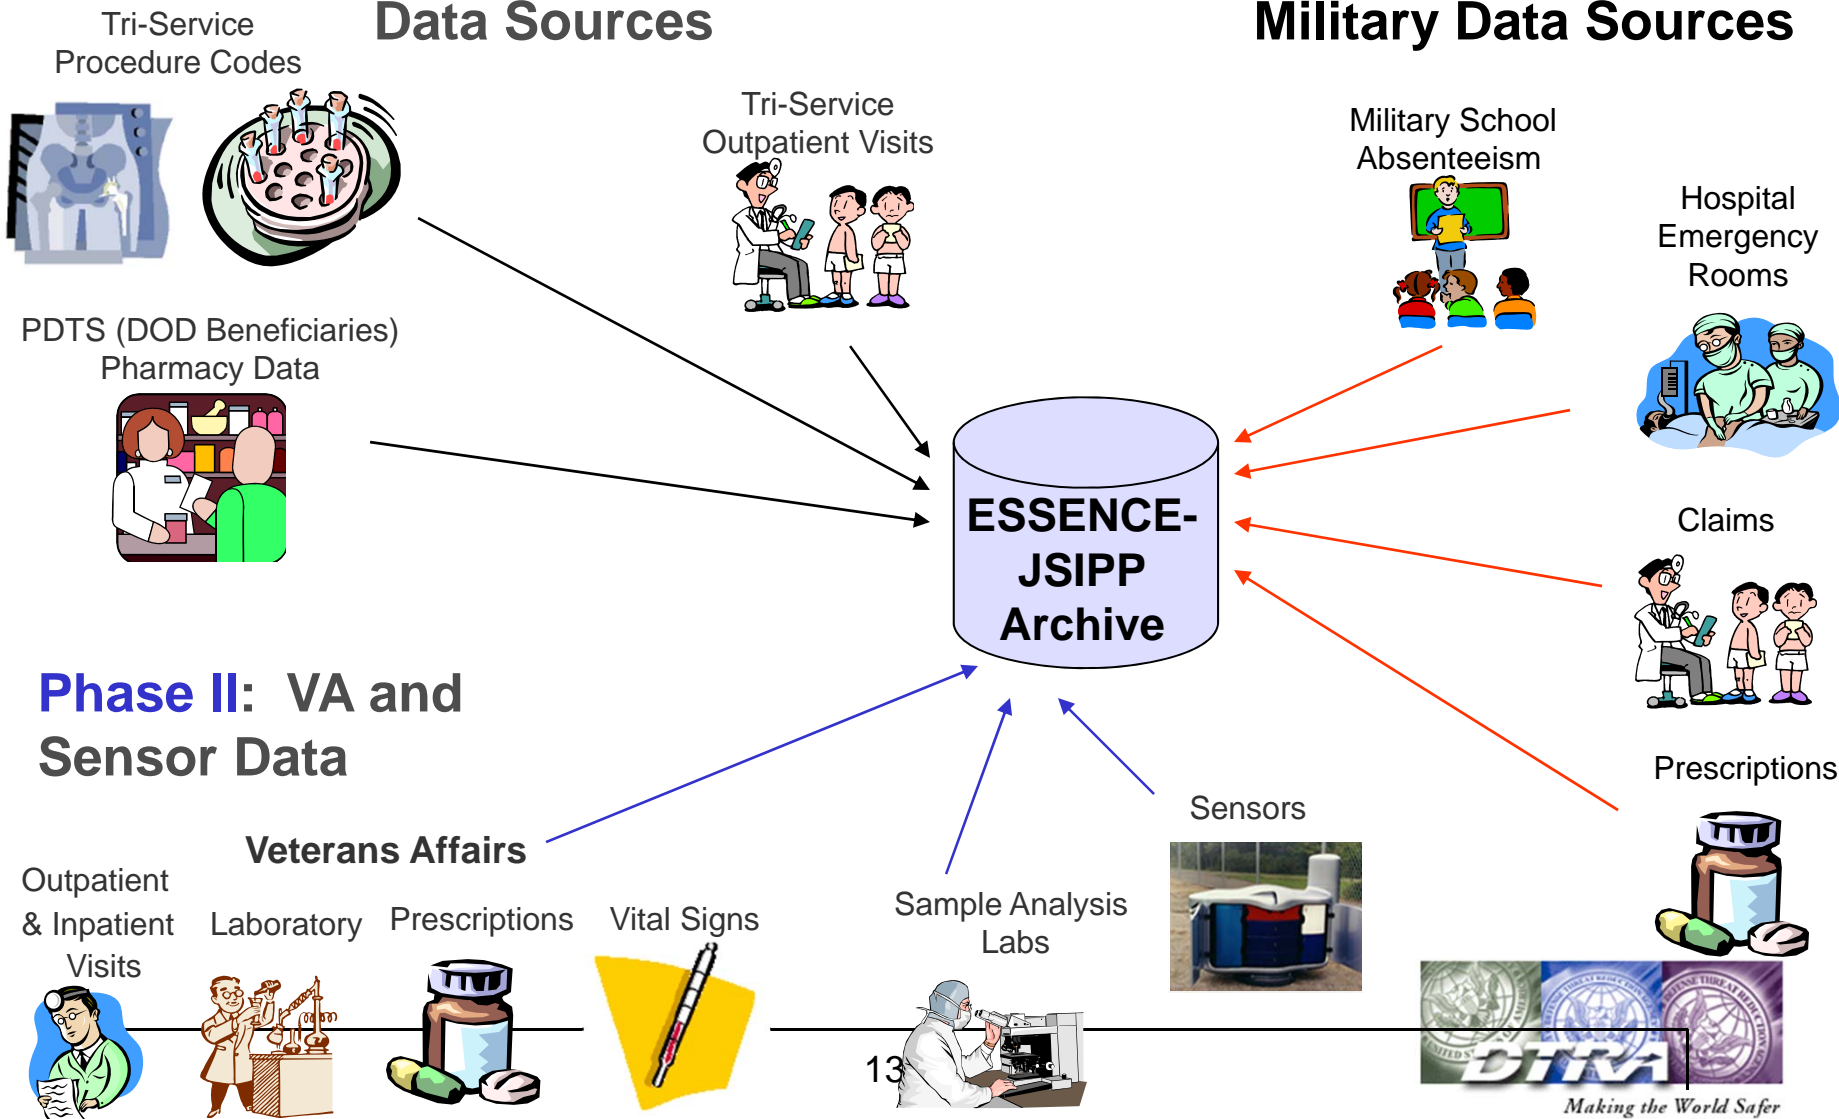 Data Sources
Military Data Sources
Tri-Service
Procedure Codes
Tri-Service
Outpatient Visits
Military School
Absenteeism
Hospital
Emergency
Rooms
PDTS (DOD Beneficiaries)
Pharmacy Data
ESSENCE-
JSIPP
Archive
Claims
Phase II: VA and
Sensor Data
Prescriptions
Sensors
Veterans Affairs
Outpatient
& Inpatient
Visits
Laboratory
Prescriptions
Vital Signs
Sample Analysis
Labs
13
DTRA
Making the World Safer